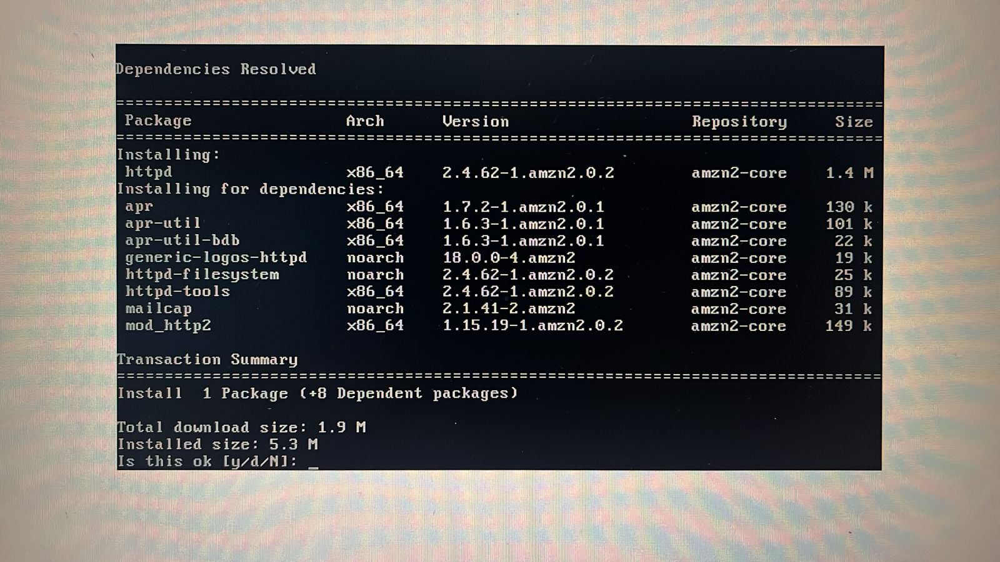 Dependencies Resolved
================================================================================
Package Arch Version Repository Size
================================================================================
Installing:
httpd x86_64 2.4.62-1.amzn2.0.2 amzn2-core 1.4 M
Installing for dependencies:
apr x86_64 1.7.2-1.amzn2.0.1 amzn2-core 130 k
apr-util x86_64 1.6.3-1.amzn2.0.1 amzn2-core 101 k
apr-util-bdb x86_64 1.6.3-1.amzn2.0.1 amzn2-core 22 k
generic-logos-httpd noarch 18.0.0-4.amzn2 amzn2-core 19 k
httpd-filesystem noarch 2.4.62-1.amzn2.0.2 amzn2-core 25 k
httpd-tools x86_64 2.4.62-1.amzn2.0.2 amzn2-core 89 k
mailcap noarch 2.1.41-2.amzn2 amzn2-core 31 k
mod_http2 x86_64 1.15.19-1.amzn2.0.2 amzn2-core 149 k
Transaction Summary
================================================================================
Install 1 Package (+8 Dependent packages)
Total download size: 1.9 M
Installed size: 5.3 M
Is this ok [y/d/N]: _